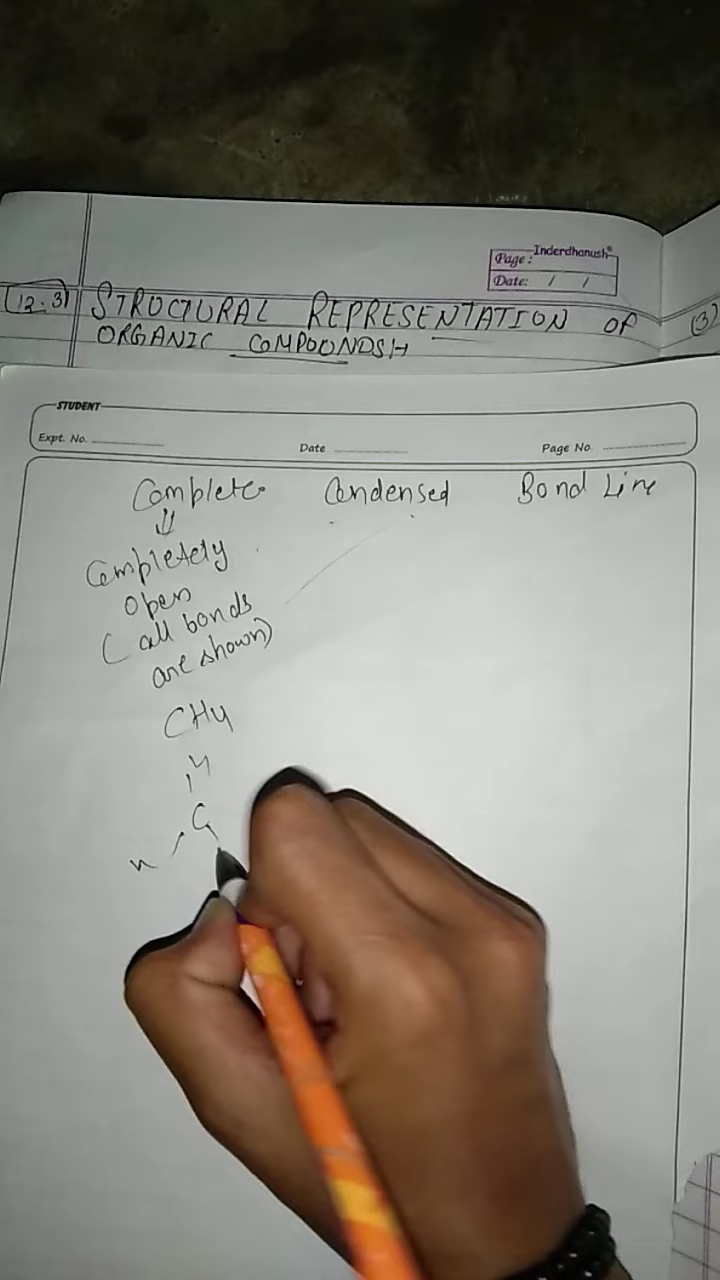 Inderdhanush®
Page:
Date: / /
(12.3) STRUCTURAL REPRESENTATION OF (3)
ORGANIC COMPOUNDSH
STUDENT
Expt. No.
Date
Page No.
Complete Condensed Bond Line
⇓
Completely
open
(all bonds
are shown)
CH4
H
C
H